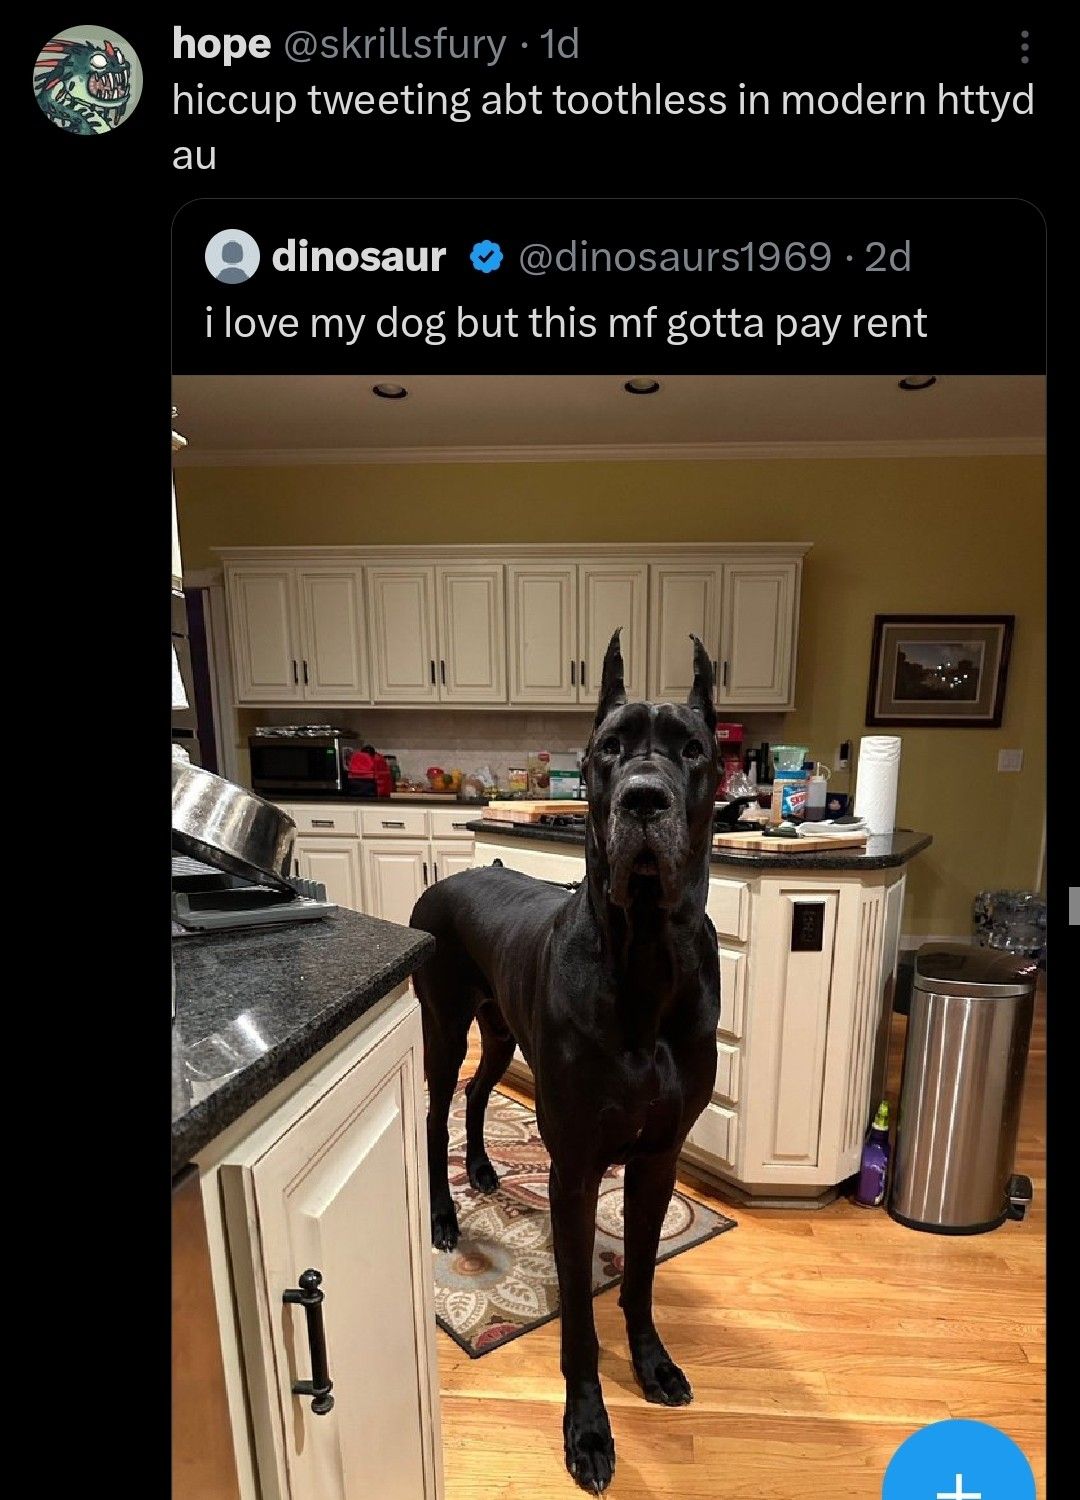 hope @skrillsfury · 1d
hiccup tweeting abt toothless in modern httyd
au
dinosaur @dinosaurs1969 · 2d
i love my dog but this mf gotta pay rent